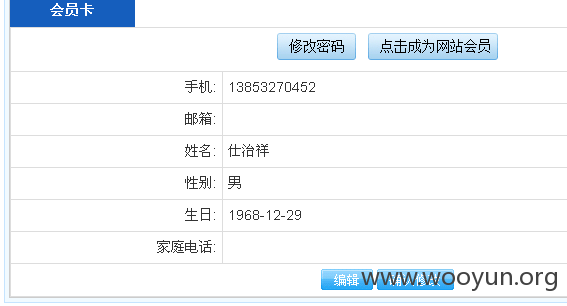 会员卡
修改密码 点击成为网站会员
手机: 13853270452
邮箱:
姓名: 仕治祥
性别: 男
生日: 1968-12-29
家庭电话:
编辑
www.wooyun.org